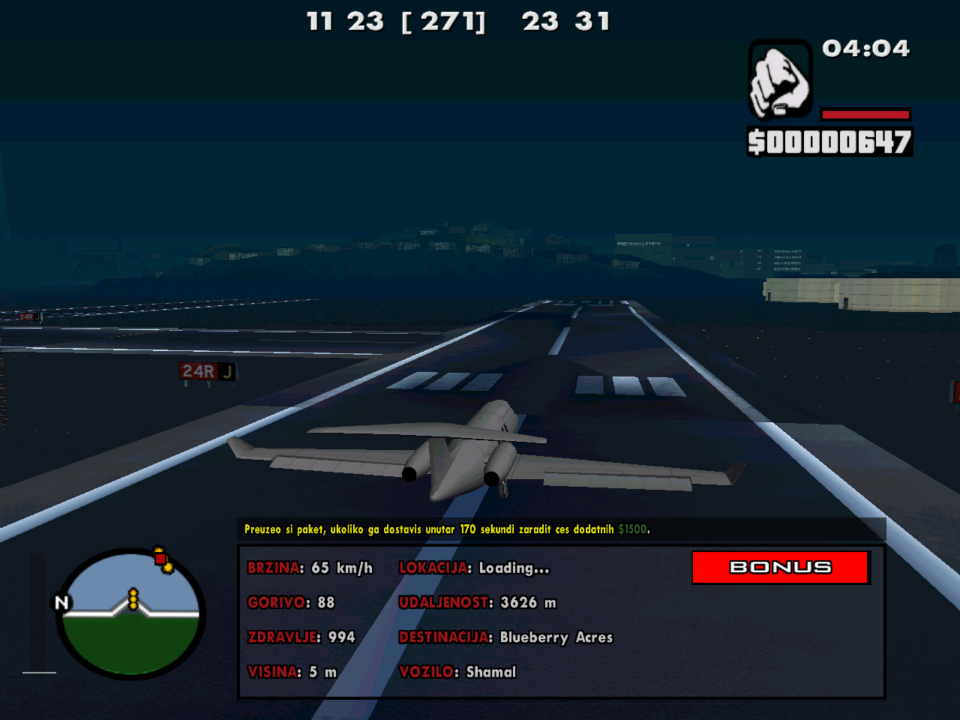 11 23 [ 271] 23 31
04:04
$00000647
24R J
24R J
Preuzeo si paket, ukoliko ga dostavis unutar 170 sekundi zaradit ces dodatnih $1500.
BRZINA: 65 km/h LOKACIJA: Loading... BONUS
N GORIVO: 88 UDALJENOST: 3626 m
ZDRAVLJE: 994 DESTINACIJA: Blueberry Acres
VISINA: 5 m VOZILO: Shamal